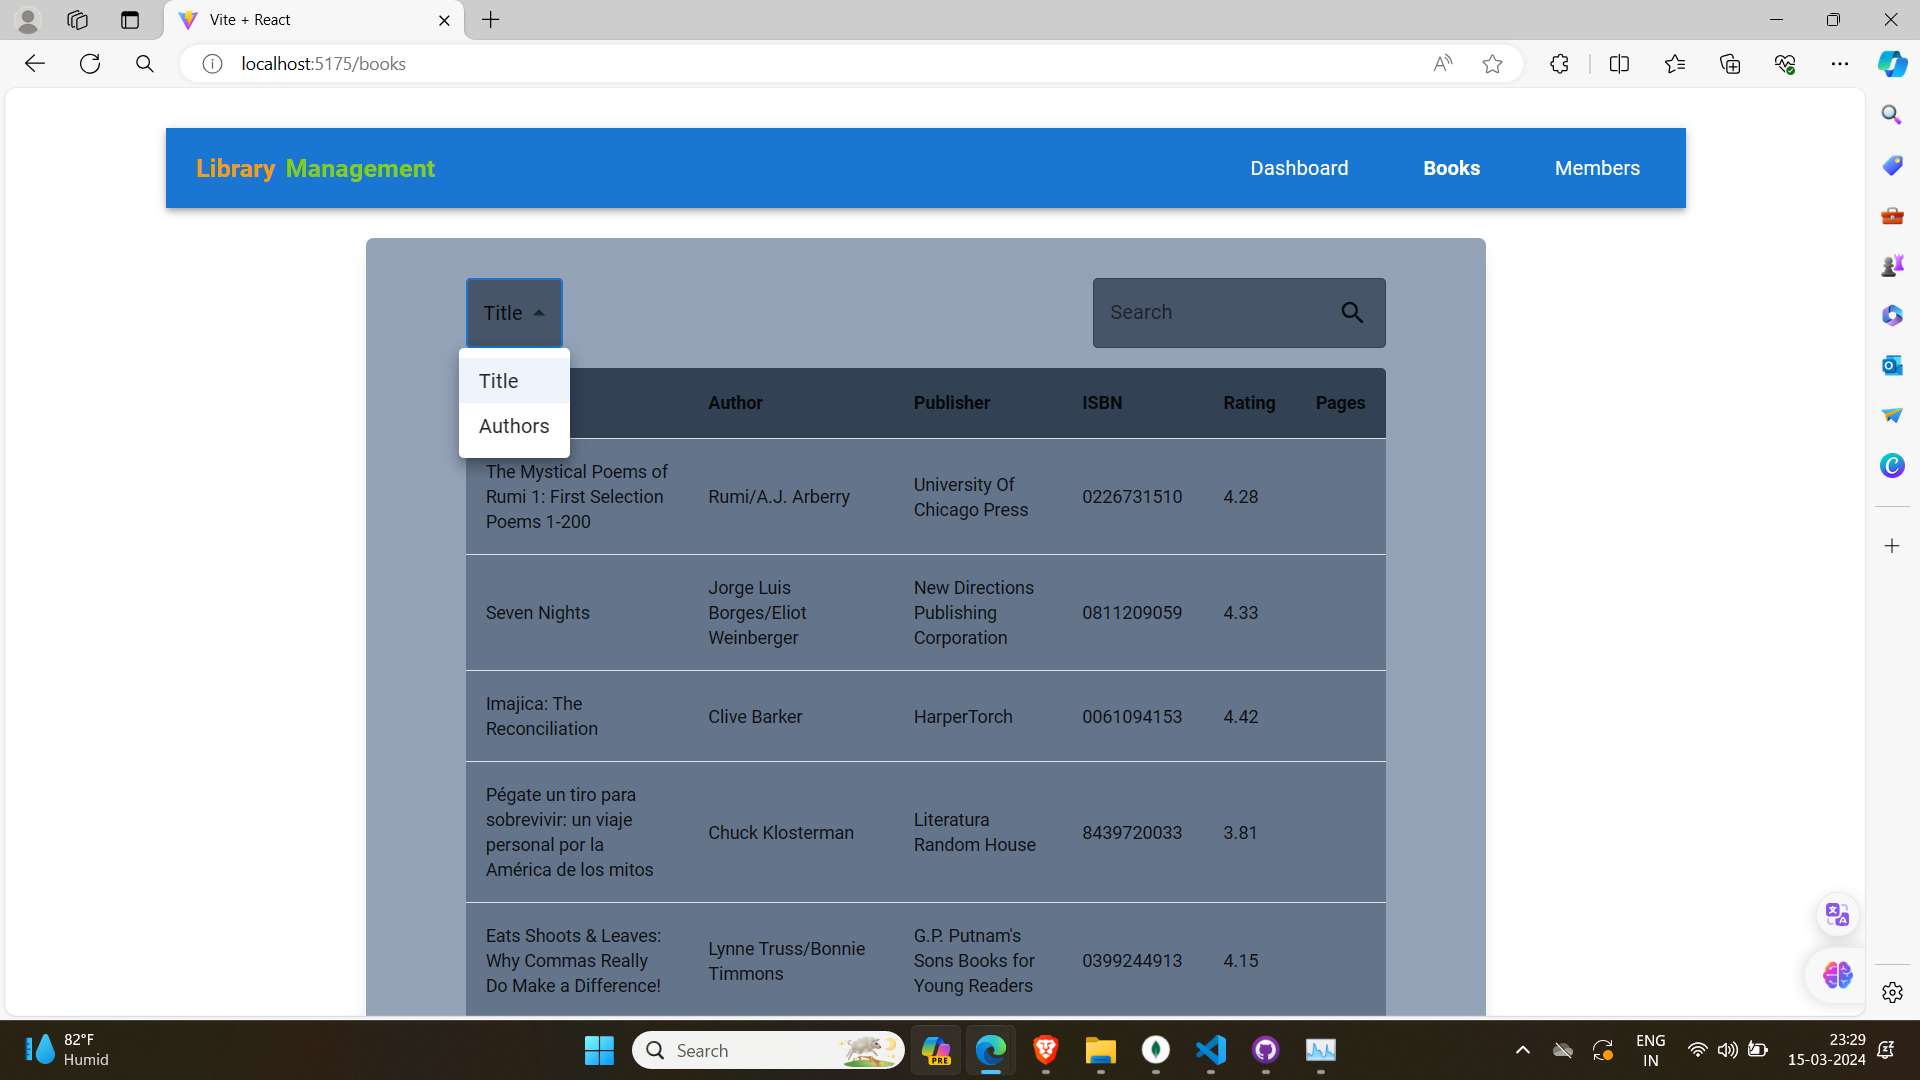 Vite + React
localhost:5175/books
Library Management
Dashboard
Books
Members
Title
Search
Title
Authors
Author
Publisher
ISBN
Rating
Pages
The Mystical Poems of
Rumi 1: First Selection
Poems 1-200
Rumi/A.J. Arberry
University Of
Chicago Press
0226731510
4.28
Seven Nights
Jorge Luis
Borges/Eliot
Weinberger
New Directions
Publishing
Corporation
0811209059
4.33
Imajica: The
Reconciliation
Clive Barker
HarperTorch
0061094153
4.42
Pégate un tiro para
sobrevivir: un viaje
personal por la
América de los mitos
Chuck Klosterman
Literatura
Random House
8439720033
3.81
Eats Shoots & Leaves:
Why Commas Really
Do Make a Difference!
Lynne Truss/Bonnie
Timmons
G.P. Putnam's
Sons Books for
Young Readers
0399244913
4.15
82°F
Humid
Search
PRE
ENG
IN
23:29
15-03-2024